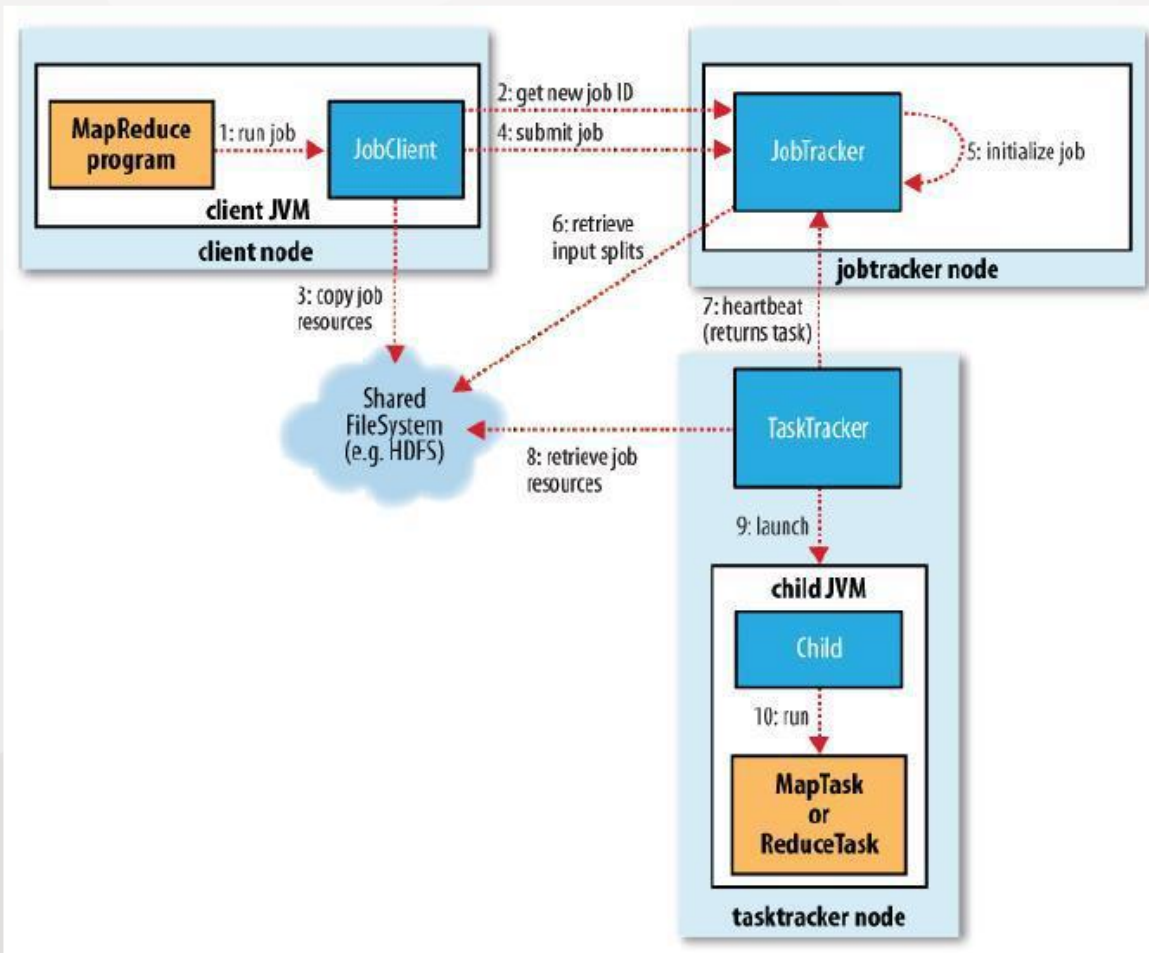 MapReduce
program
1: run job
JobClient
client JVM
client node
2: get new job ID
4: submit job
JobTracker
5: initialize job
jobtracker node
3: copy job
resources
6: retrieve
input splits
7: heartbeat
(returns task)
Shared
FileSystem
(e.g. HDFS)
TaskTracker
8: retrieve job
resources
9: launch
child JVM
Child
10: run
MapTask
or
ReduceTask
tasktracker node